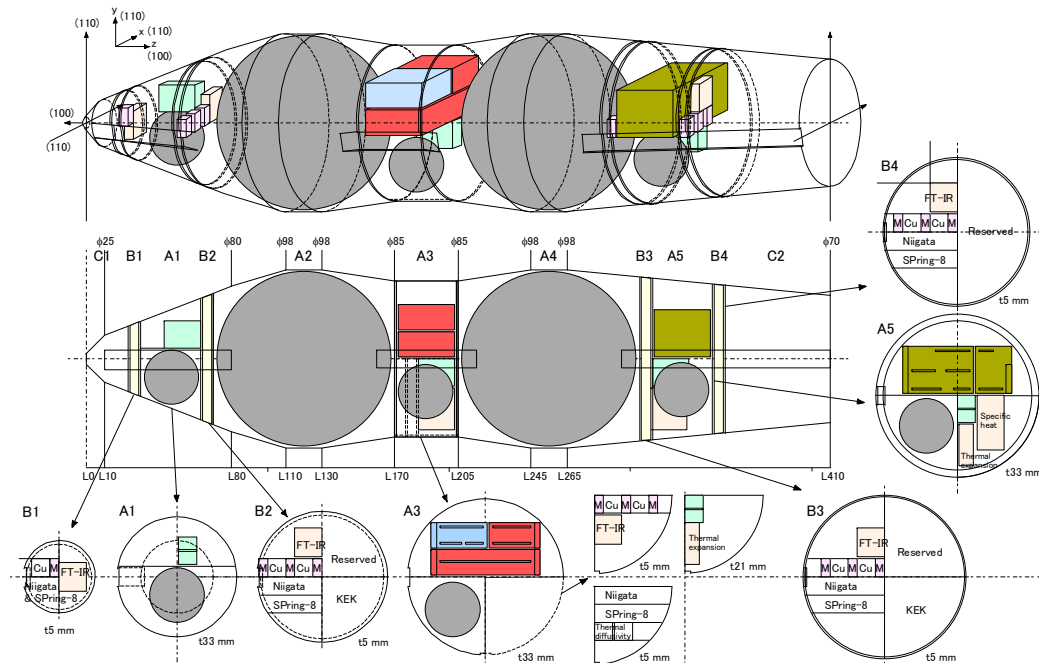 (110)
y
(110)
x
z
(100)
(100)
(110)
φ25
φ80
φ98
φ98
φ85
φ85
φ98
φ98
φ70
C1
B1
A1
B2
A2
A3
A4
B3
A5
B4
C2
L0
L10
L80
L110
L130
L170
L205
L245
L265
L410
B4
FT-IR
M
Cu
M
Cu
M
Reserved
Niigata
SPring-8
t5 mm
A5
Specific
heat
Thermal
expansion
t33 mm
B1
Cu
M
FT-IR
Niigata
& SPring-8
t5 mm
A1
t33 mm
B2
FT-IR
Reserved
M
Cu
M
Cu
M
Niigata
SPring-8
KEK
t5 mm
A3
t33 mm
M
Cu
M
Cu
M
FT-IR
t5 mm
Thermal
expansion
t21 mm
Niigata
SPring-8
Thermal
diffusivity
t5 mm
B3
FT-IR
Reserved
M
Cu
M
Cu
M
Niigata
SPring-8
KEK
t5 mm